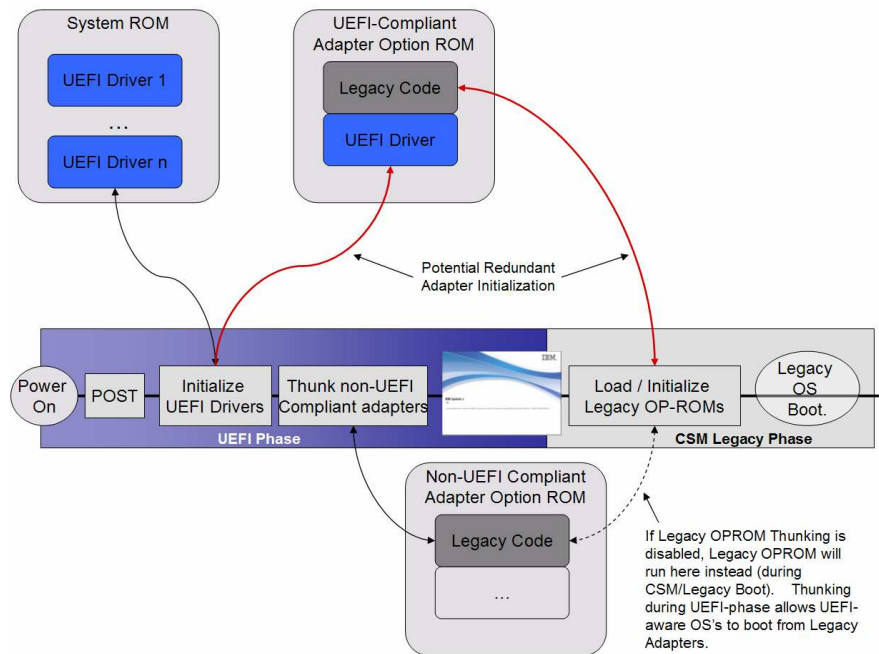 System ROM
UEFI Driver 1
...
UEFI Driver n
UEFI-Compliant
Adapter Option ROM
Legacy Code
UEFI Driver
Potential Redundant
Adapter Initialization
Power
On
POST
Initialize
UEFI Drivers
Thunk non-UEFI
Compliant adapters
IBM.
Load / Initialize
Legacy OP-ROMs
Legacy
OS
Boot.
UEFI Phase
CSM Legacy Phase
Non-UEFI Compliant
Adapter Option ROM
Legacy Code
...
If Legacy OPROM Thunking is
disabled, Legacy OPROM will
run here instead (during
CSM/Legacy Boot). Thunking
during UEFI-phase allows UEFI-
aware OS's to boot from Legacy
Adapters.